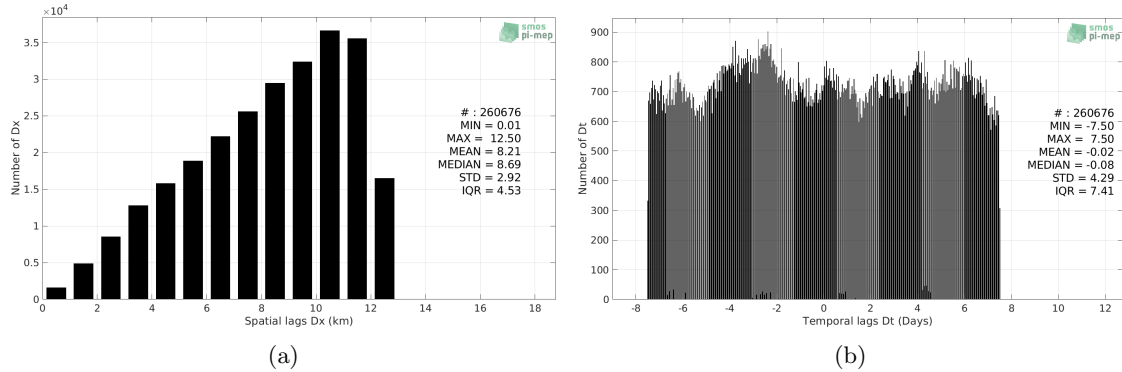 ×10⁴
3.5
3
2.5
2
1.5
1
0.5
0
Number of Dx
0 2 4 6 8 10 12 14 16 18
Spatial lags Dx (km)
smos
pi-mep
# : 260676
MIN = 0.01
MAX = 12.50
MEAN = 8.21
MEDIAN = 8.69
STD = 2.92
IQR = 4.53
(a)
900
800
700
600
500
400
300
200
100
0
Number of Dt
-8 -6 -4 -2 0 2 4 6 8 10 12
Temporal lags Dt (Days)
smos
pi-mep
# : 260676
MIN = -7.50
MAX = 7.50
MEAN = -0.02
MEDIAN = -0.08
STD = 4.29
IQR = 7.41
(b)